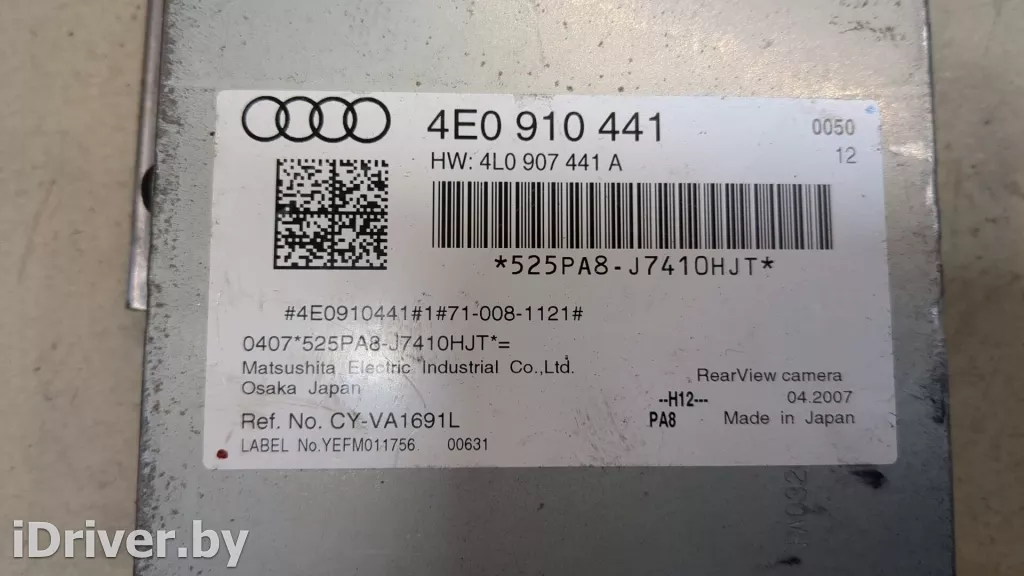 4E0 910 441
0050
HW: 4L0 907 441 A
12
*525PA8-J7410HJT*
#4E0910441#1#71-008-1121#
0407*525PA8-J7410HJT*=
Matsushita Electric Industrial Co.,Ltd.
RearView camera
Osaka Japan
--H12--- 04.2007
Ref. No. CY-VA1691L
PA8 Made in Japan
LABEL No.YEFM011756 00631
iDriver.by